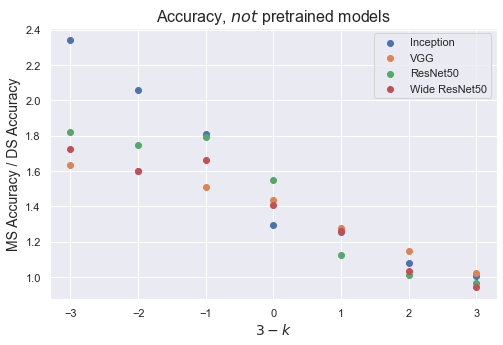 Accuracy, not pretrained models
MS Accuracy / DS Accuracy
2.4
2.2
2.0
1.8
1.6
1.4
1.2
1.0
Inception
VGG
ResNet50
Wide ResNet50
−3
−2
−1
0
1
2
3
3 − k